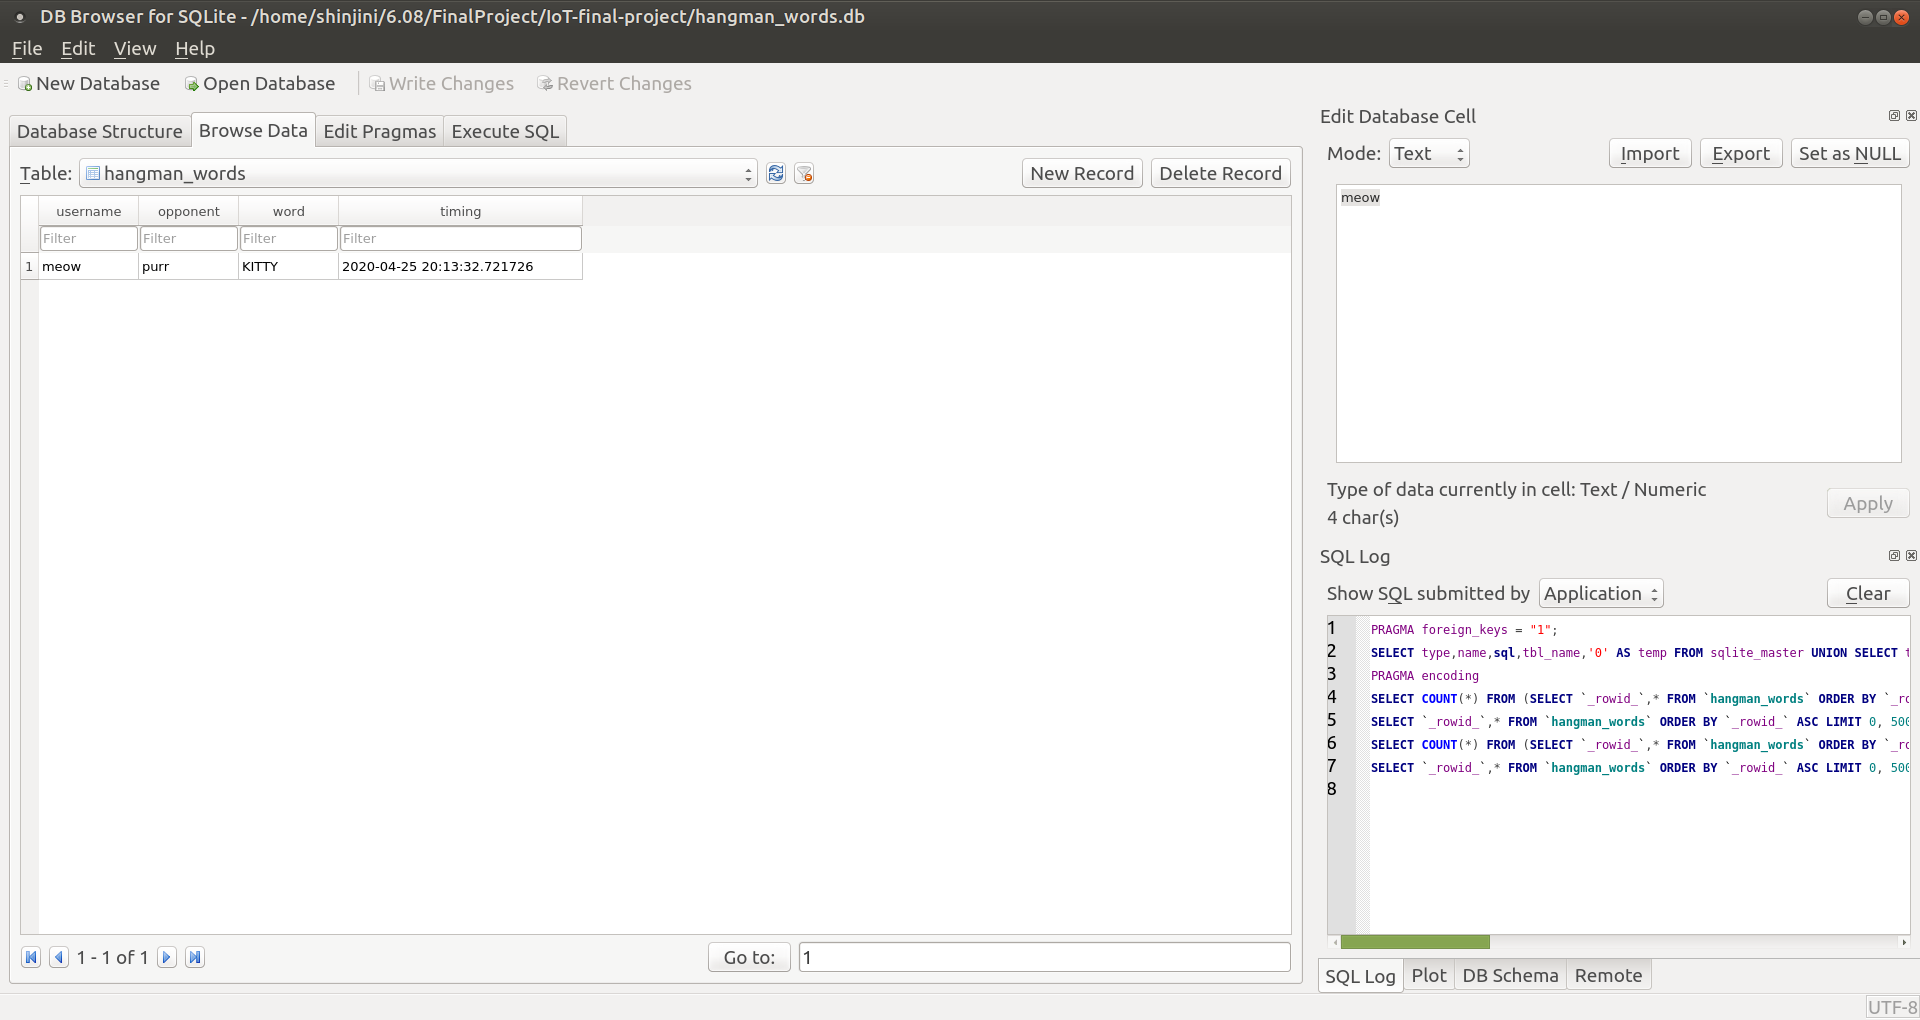 DB Browser for SQLite - /home/shinjini/6.08/FinalProject/IoT-final-project/hangman_words.db
File Edit View Help
New Database Open Database Write Changes Revert Changes
Database Structure Browse Data Edit Pragmas Execute SQL
Table: hangman_words New Record Delete Record
username opponent word timing
Filter Filter Filter Filter
1 meow purr KITTY 2020-04-25 20:13:32.721726
1 - 1 of 1 Go to: 1
Edit Database Cell
Mode: Text Import Export Set as NULL
meow
Type of data currently in cell: Text / Numeric
4 char(s)
Apply
SQL Log
Show SQL submitted by Application Clear
1 PRAGMA foreign_keys = "1";
2 SELECT type,name,sql,tbl_name,'0' AS temp FROM sqlite_master UNION SELECT t
3 PRAGMA encoding
4 SELECT COUNT(*) FROM (SELECT `_rowid_`,* FROM `hangman_words` ORDER BY `_ro
5 SELECT `_rowid_`,* FROM `hangman_words` ORDER BY `_rowid_` ASC LIMIT 0, 500
6 SELECT COUNT(*) FROM (SELECT `_rowid_`,* FROM `hangman_words` ORDER BY `_ro
7 SELECT `_rowid_`,* FROM `hangman_words` ORDER BY `_rowid_` ASC LIMIT 0, 500
8
SQL Log Plot DB Schema Remote
UTF-8